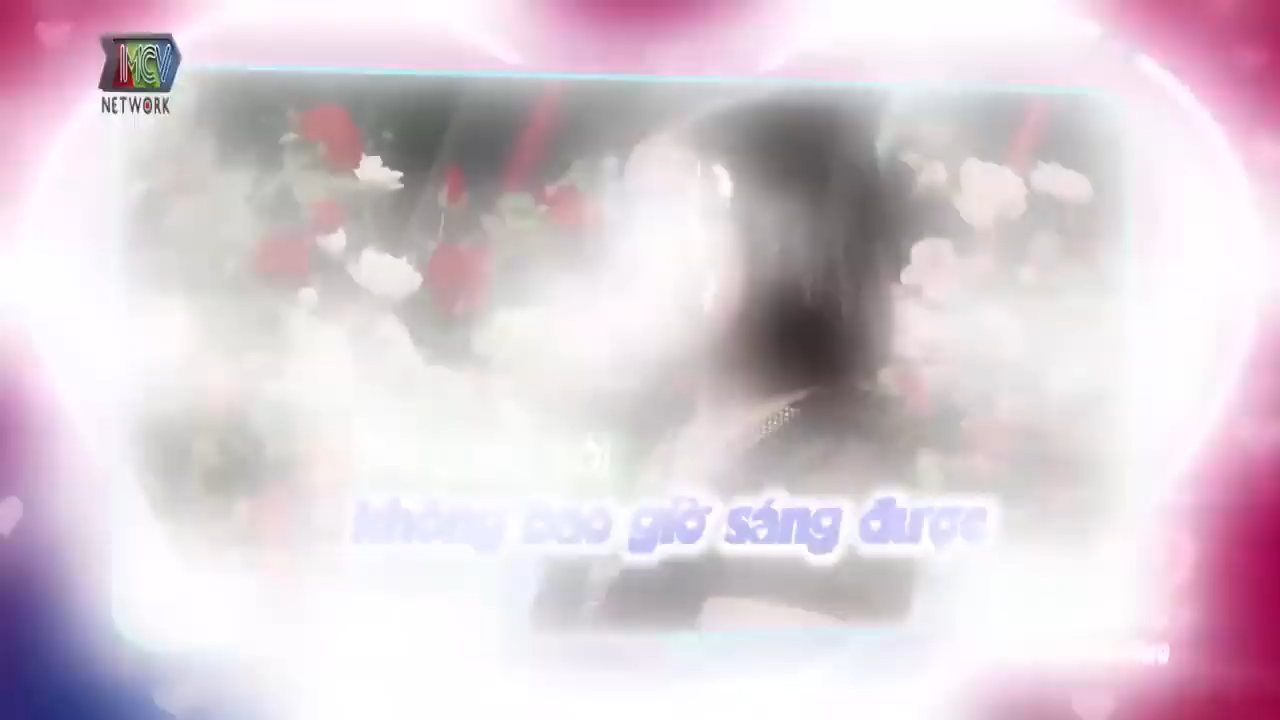 MCV
NETWORK
không bao giờ sáng được